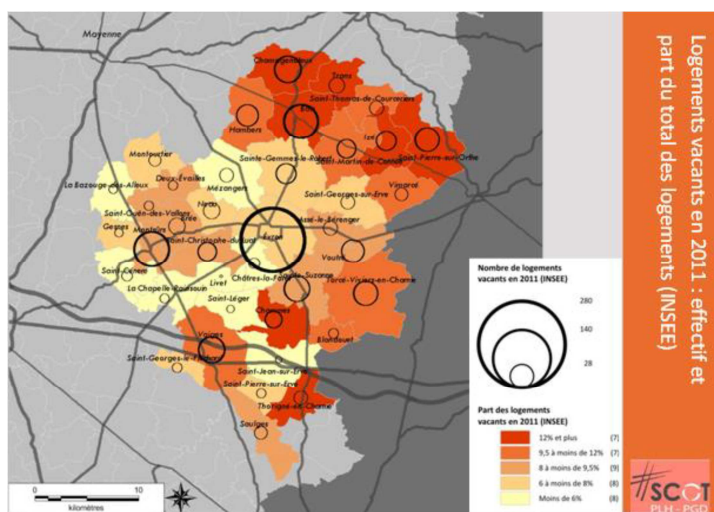 Mayenne
Champgenêteux
Trans
Saint-Thomas-de-Courceriers
Bais
Hambers
Izé
Saint-Pierre-sur-Orthe
Saint-Martin-de-Connée
Sainte-Gemmes-le-Robert
Montourtier
Deux-Évailles
Mézangers
Vimarcé
La Bazouge-des-Alleux
Saint-Georges-sur-Erve
Neau
Saint-Ouën-des-Vallons
Brée
Gesnes
Montsûrs
Évron
Saint-Christophe-du-Luat
Voutré
Saint-Céneré
Châtres-la-Forêt
Livet
Sainte-Suzanne
Torcé-Viviers-en-Charnie
La Chapelle-Rainsouin
Saint-Léger
Chammes
Blandouet
Vaiges
Saint-Georges-le-Fléchard
Saint-Jean-sur-Erve
Saint-Pierre-sur-Erve
Thorigné-en-Charnie
Saulges
0 10
kilomètres
Nombre de logements
vacants en 2011 (INSEE)
280
140
28
Part des logements
vacants en 2011 (INSEE)
12% et plus (7)
9,5 à moins de 12% (7)
8 à moins de 9,5% (9)
6 à moins de 8% (8)
Moins de 6% (8)
Logements vacants en 2011 : effectif et
part du total des logements (INSEE)
SCOT
PLH - PGD